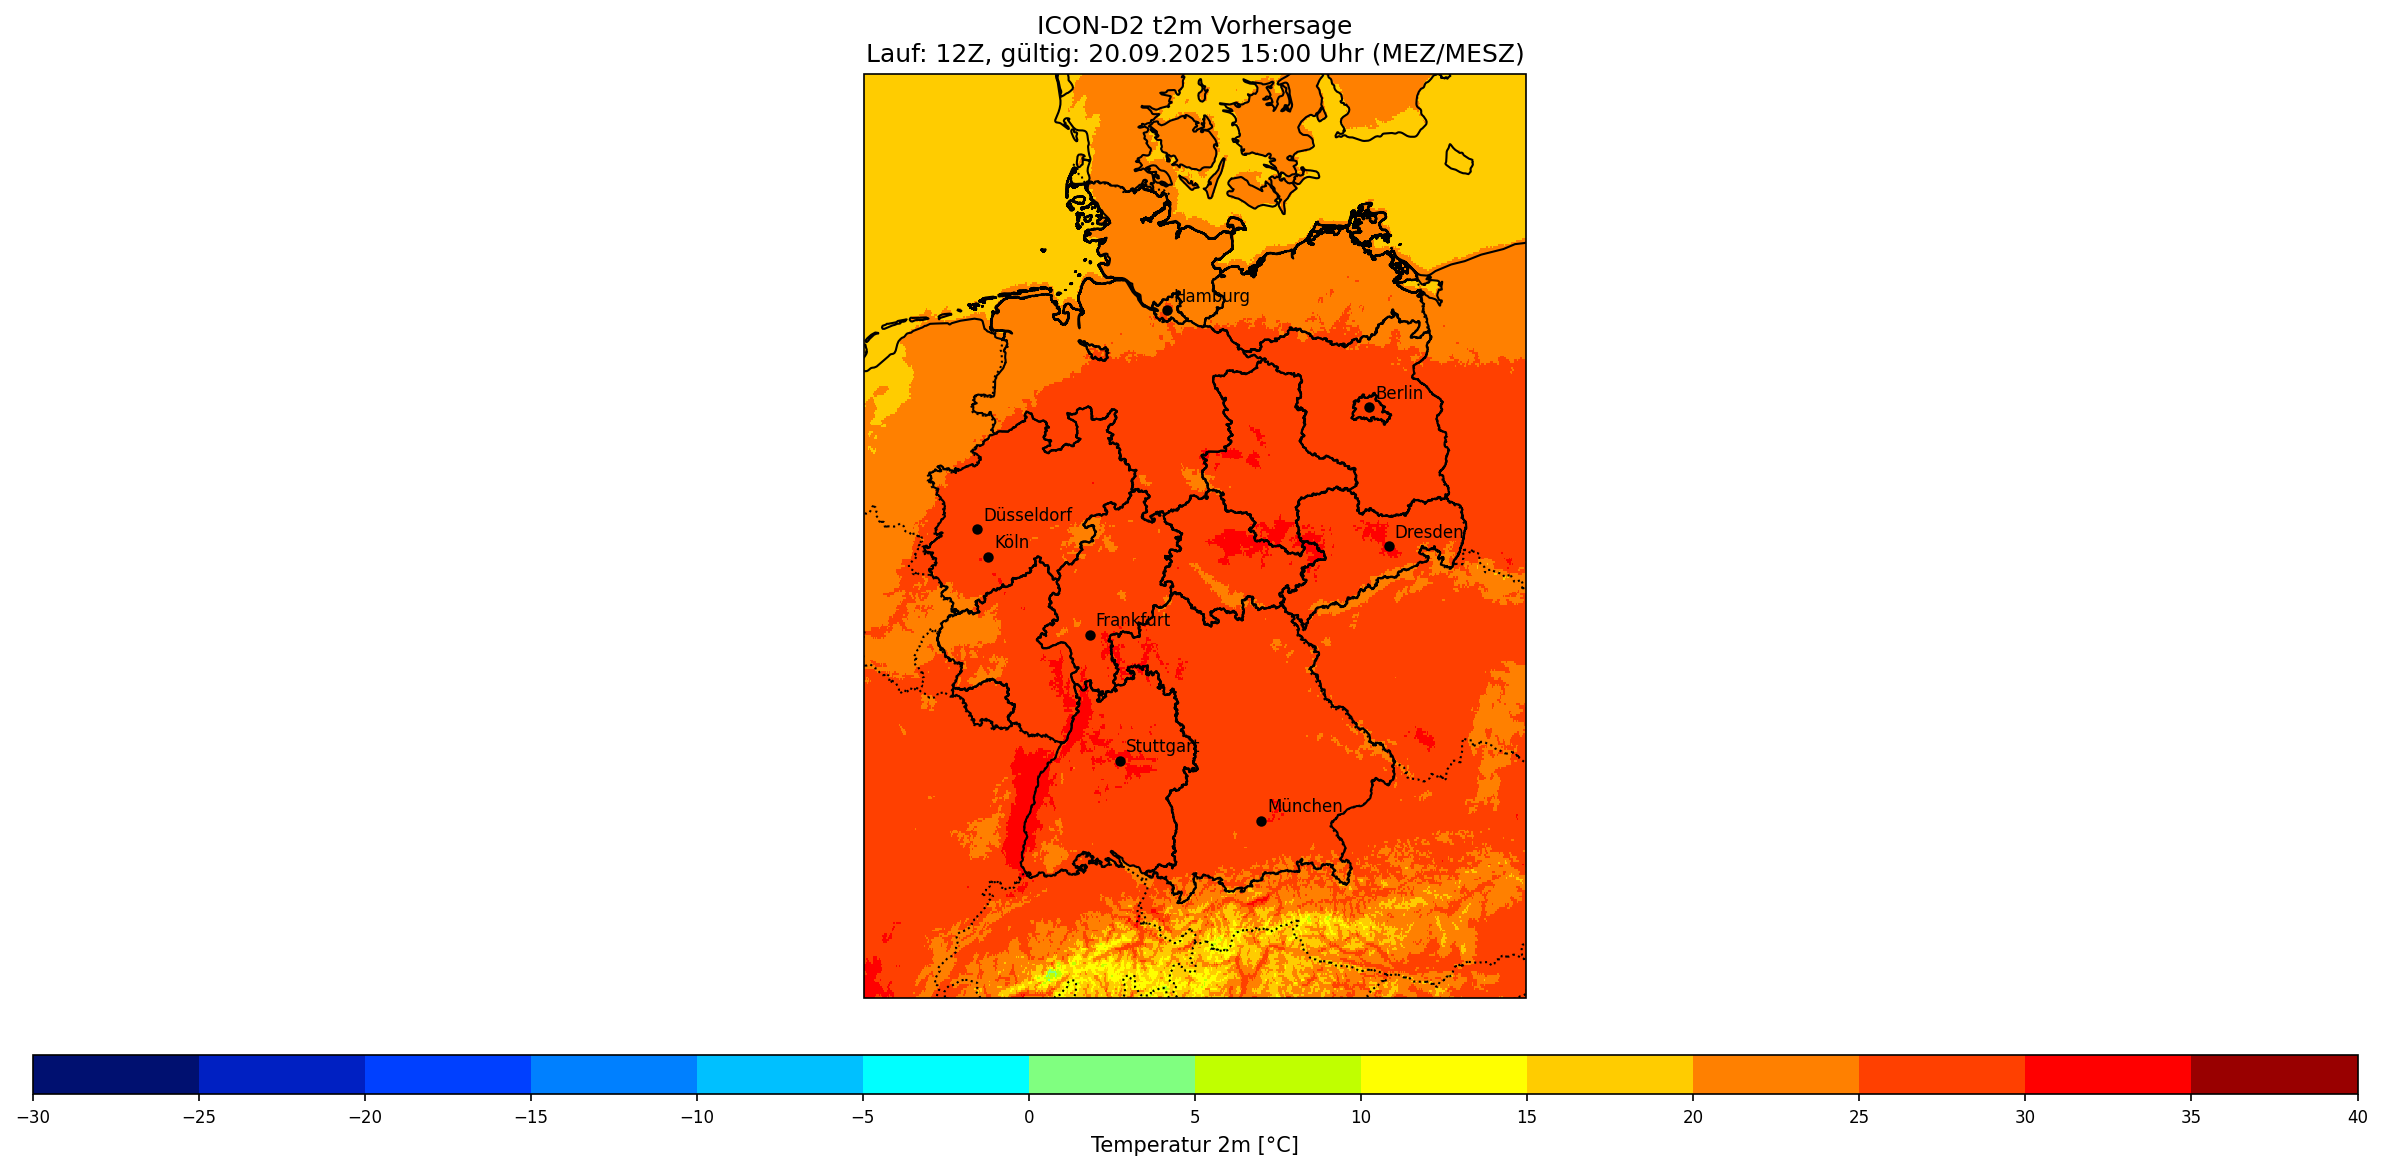 ICON-D2 t2m Vorhersage
Lauf: 12Z, gültig: 20.09.2025 15:00 Uhr (MEZ/MESZ)
Hamburg
Berlin
Düsseldorf
Dresden
Köln
Frankfurt
Stuttgart
München
−30 −25 −20 −15 −10 −5 0 5 10 15 20 25 30 35 40
Temperatur 2m [°C]